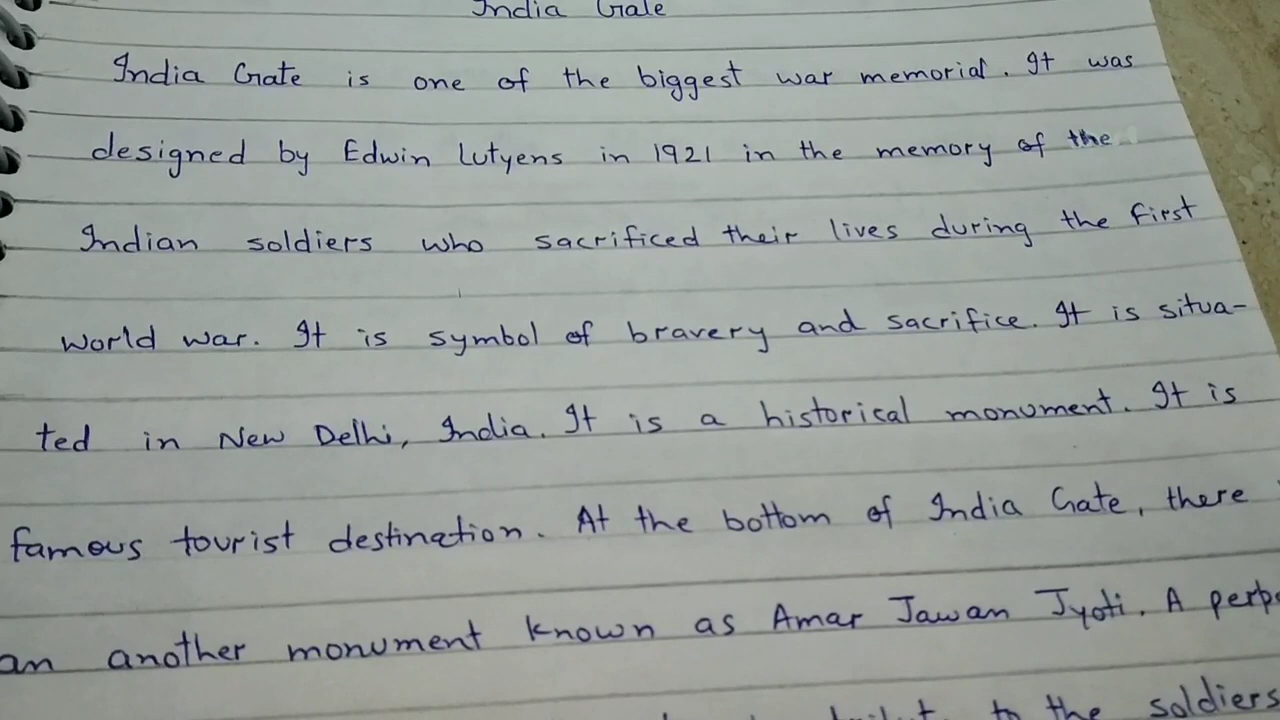 India Gate
India Gate is one of the biggest war memorial. It was
designed by Edwin Lutyens in 1921 in the memory of the
Indian soldiers who sacrificed their lives during the first
world war. It is symbol of bravery and sacrifice. It is situa-
ted in New Delhi, India. It is a historical monument. It is
famous tourist destination. At the bottom of India Gate, there
an another monument known as Amar Jawan Jyoti. A
to the soldiers